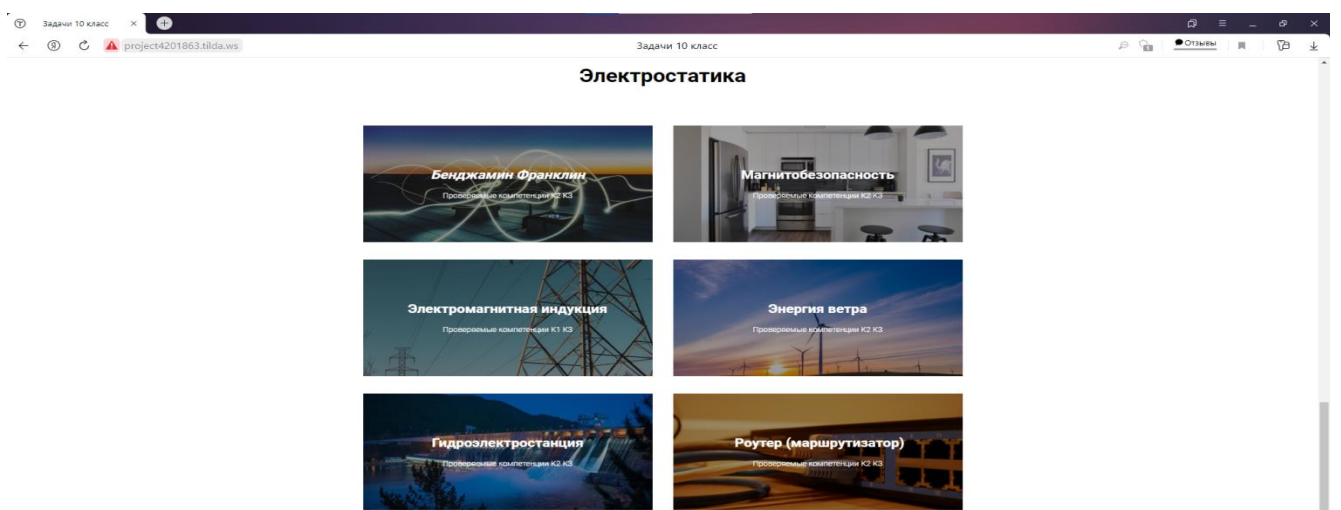 Задачи 10 класс
project4201863.tilda.ws
Задачи 10 класс
Отзывы
Электростатика
Бенджамин Франклин
Проверяемые компетенции К2 К3
Магнитобезопасность
Проверяемые компетенции К2 К3
Электромагнитная индукция
Проверяемые компетенции К1 К3
Энергия ветра
Проверяемые компетенции К2 К3
Гидроэлектростанция
Проверяемые компетенции К2 К3
Роутер (маршрутизатор)
Проверяемые компетенции К2 К3